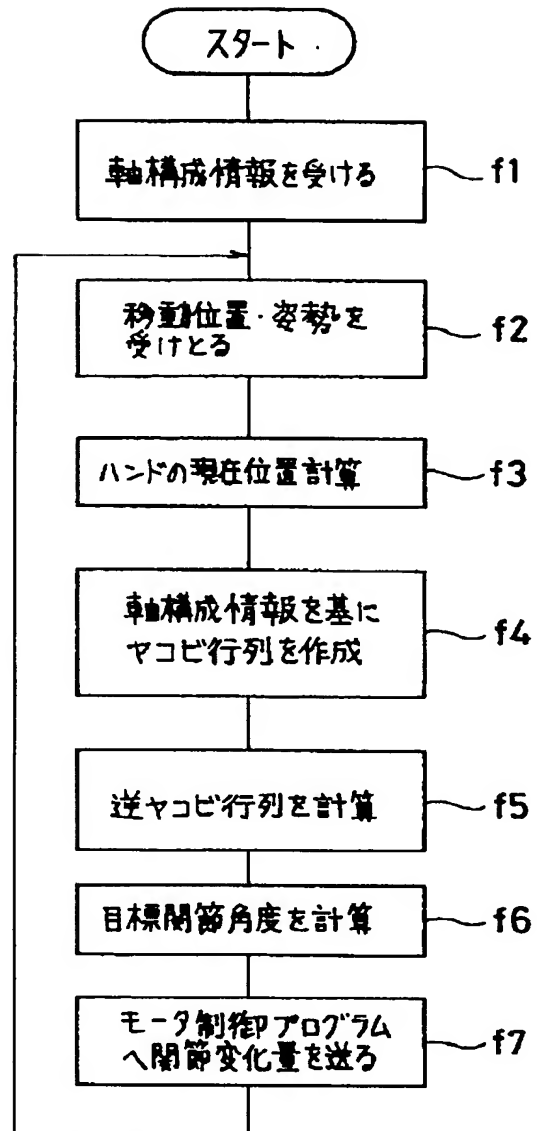 スタート
軸構成情報を受ける
f1
移動位置・姿勢を
受けとる
f2
ハンドの現在位置計算
f3
軸構成情報を基に
ヤコビ行列を作成
f4
逆ヤコビ行列を計算
f5
目標関節角度を計算
f6
モータ制御プログラム
へ関節変化量を送る
f7